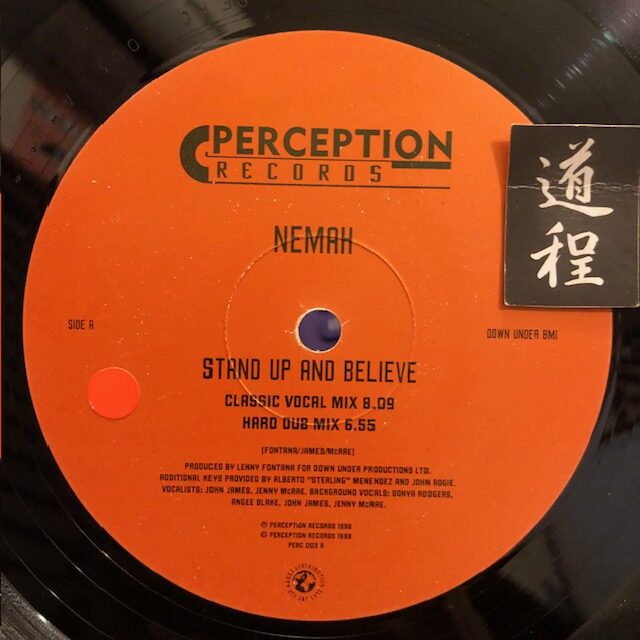 PERCEPTION
RECORDS
NEMAH
SIDE A
DOWN UNDER BMI
STAND UP AND BELIEVE
CLASSIC VOCAL MIX 8..09
HARD DUB MIX 6.55
(FONTANA/JAMES/McRAE)
PRODUCED BY LENNY FONTANA FOR DOWN UNDER PRODUCTIONS LTD.
ADDITIONAL KEYS PROVIDED BY ALBERTO "STERLING" MENENDEZ AND JOHN ROGIE.
VOCALISTS: JOHN JAMES, JENNY McRAE. BACKGROUND VOCALS: SONYA RODGERS,
ANGEE BLAKE, JOHN JAMES, JENNY McRAE.
℗ PERCEPTION RECORDS 1998
© PERCEPTION RECORDS 1998
PERC 003 A
道程